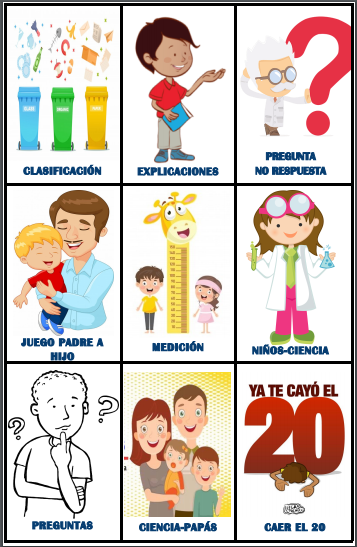 CLASIFICACIÓN
EXPLICACIONES
PREGUNTA
NO RESPUESTA
JUEGO PADRE A
HIJO
MEDICIÓN
NIÑOS-CIENCIA
PREGUNTAS
CIENCIA-PAPÁS
YA TE CAYÓ EL
20
CAER EL 20